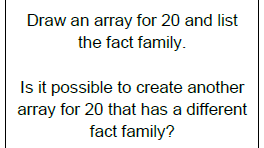 Draw an array for 20 and list
the fact family.
Is it possible to create another
array for 20 that has a different
fact family?